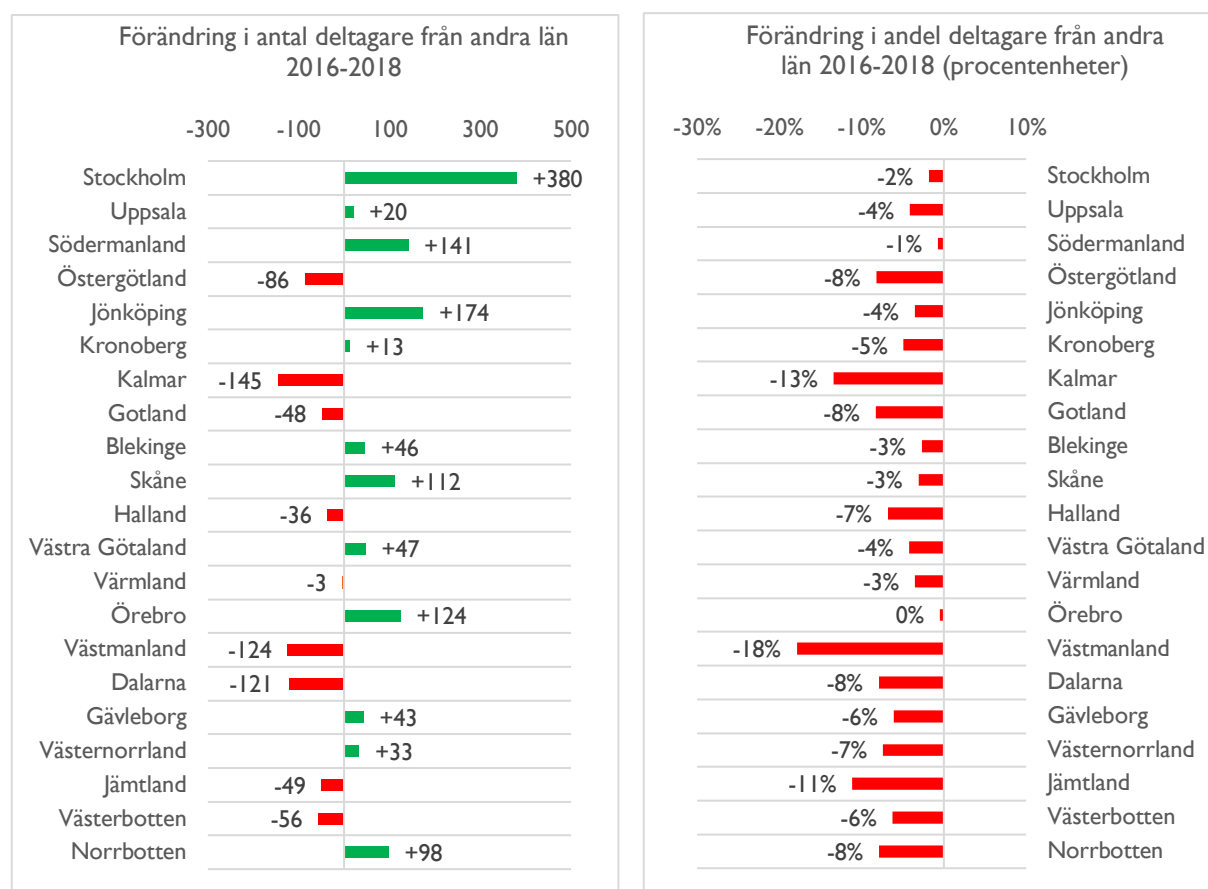 Förändring i antal deltagare från andra län
2016-2018
-300 -100 100 300 500
Stockholm +380
Uppsala +20
Södermanland +141
Östergötland -86
Jönköping +174
Kronoberg +13
Kalmar -145
Gotland -48
Blekinge +46
Skåne +112
Halland -36
Västra Götaland +47
Värmland -3
Örebro +124
Västmanland -124
Dalarna -121
Gävleborg +43
Västernorrland +33
Jämtland -49
Västerbotten -56
Norrbotten +98
Förändring i andel deltagare från andra
län 2016-2018 (procentenheter)
-30% -20% -10% 0% 10%
-2% Stockholm
-4% Uppsala
-1% Södermanland
-8% Östergötland
-4% Jönköping
-5% Kronoberg
-13% Kalmar
-8% Gotland
-3% Blekinge
-3% Skåne
-7% Halland
-4% Västra Götaland
-3% Värmland
0% Örebro
-18% Västmanland
-8% Dalarna
-6% Gävleborg
-7% Västernorrland
-11% Jämtland
-6% Västerbotten
-8% Norrbotten